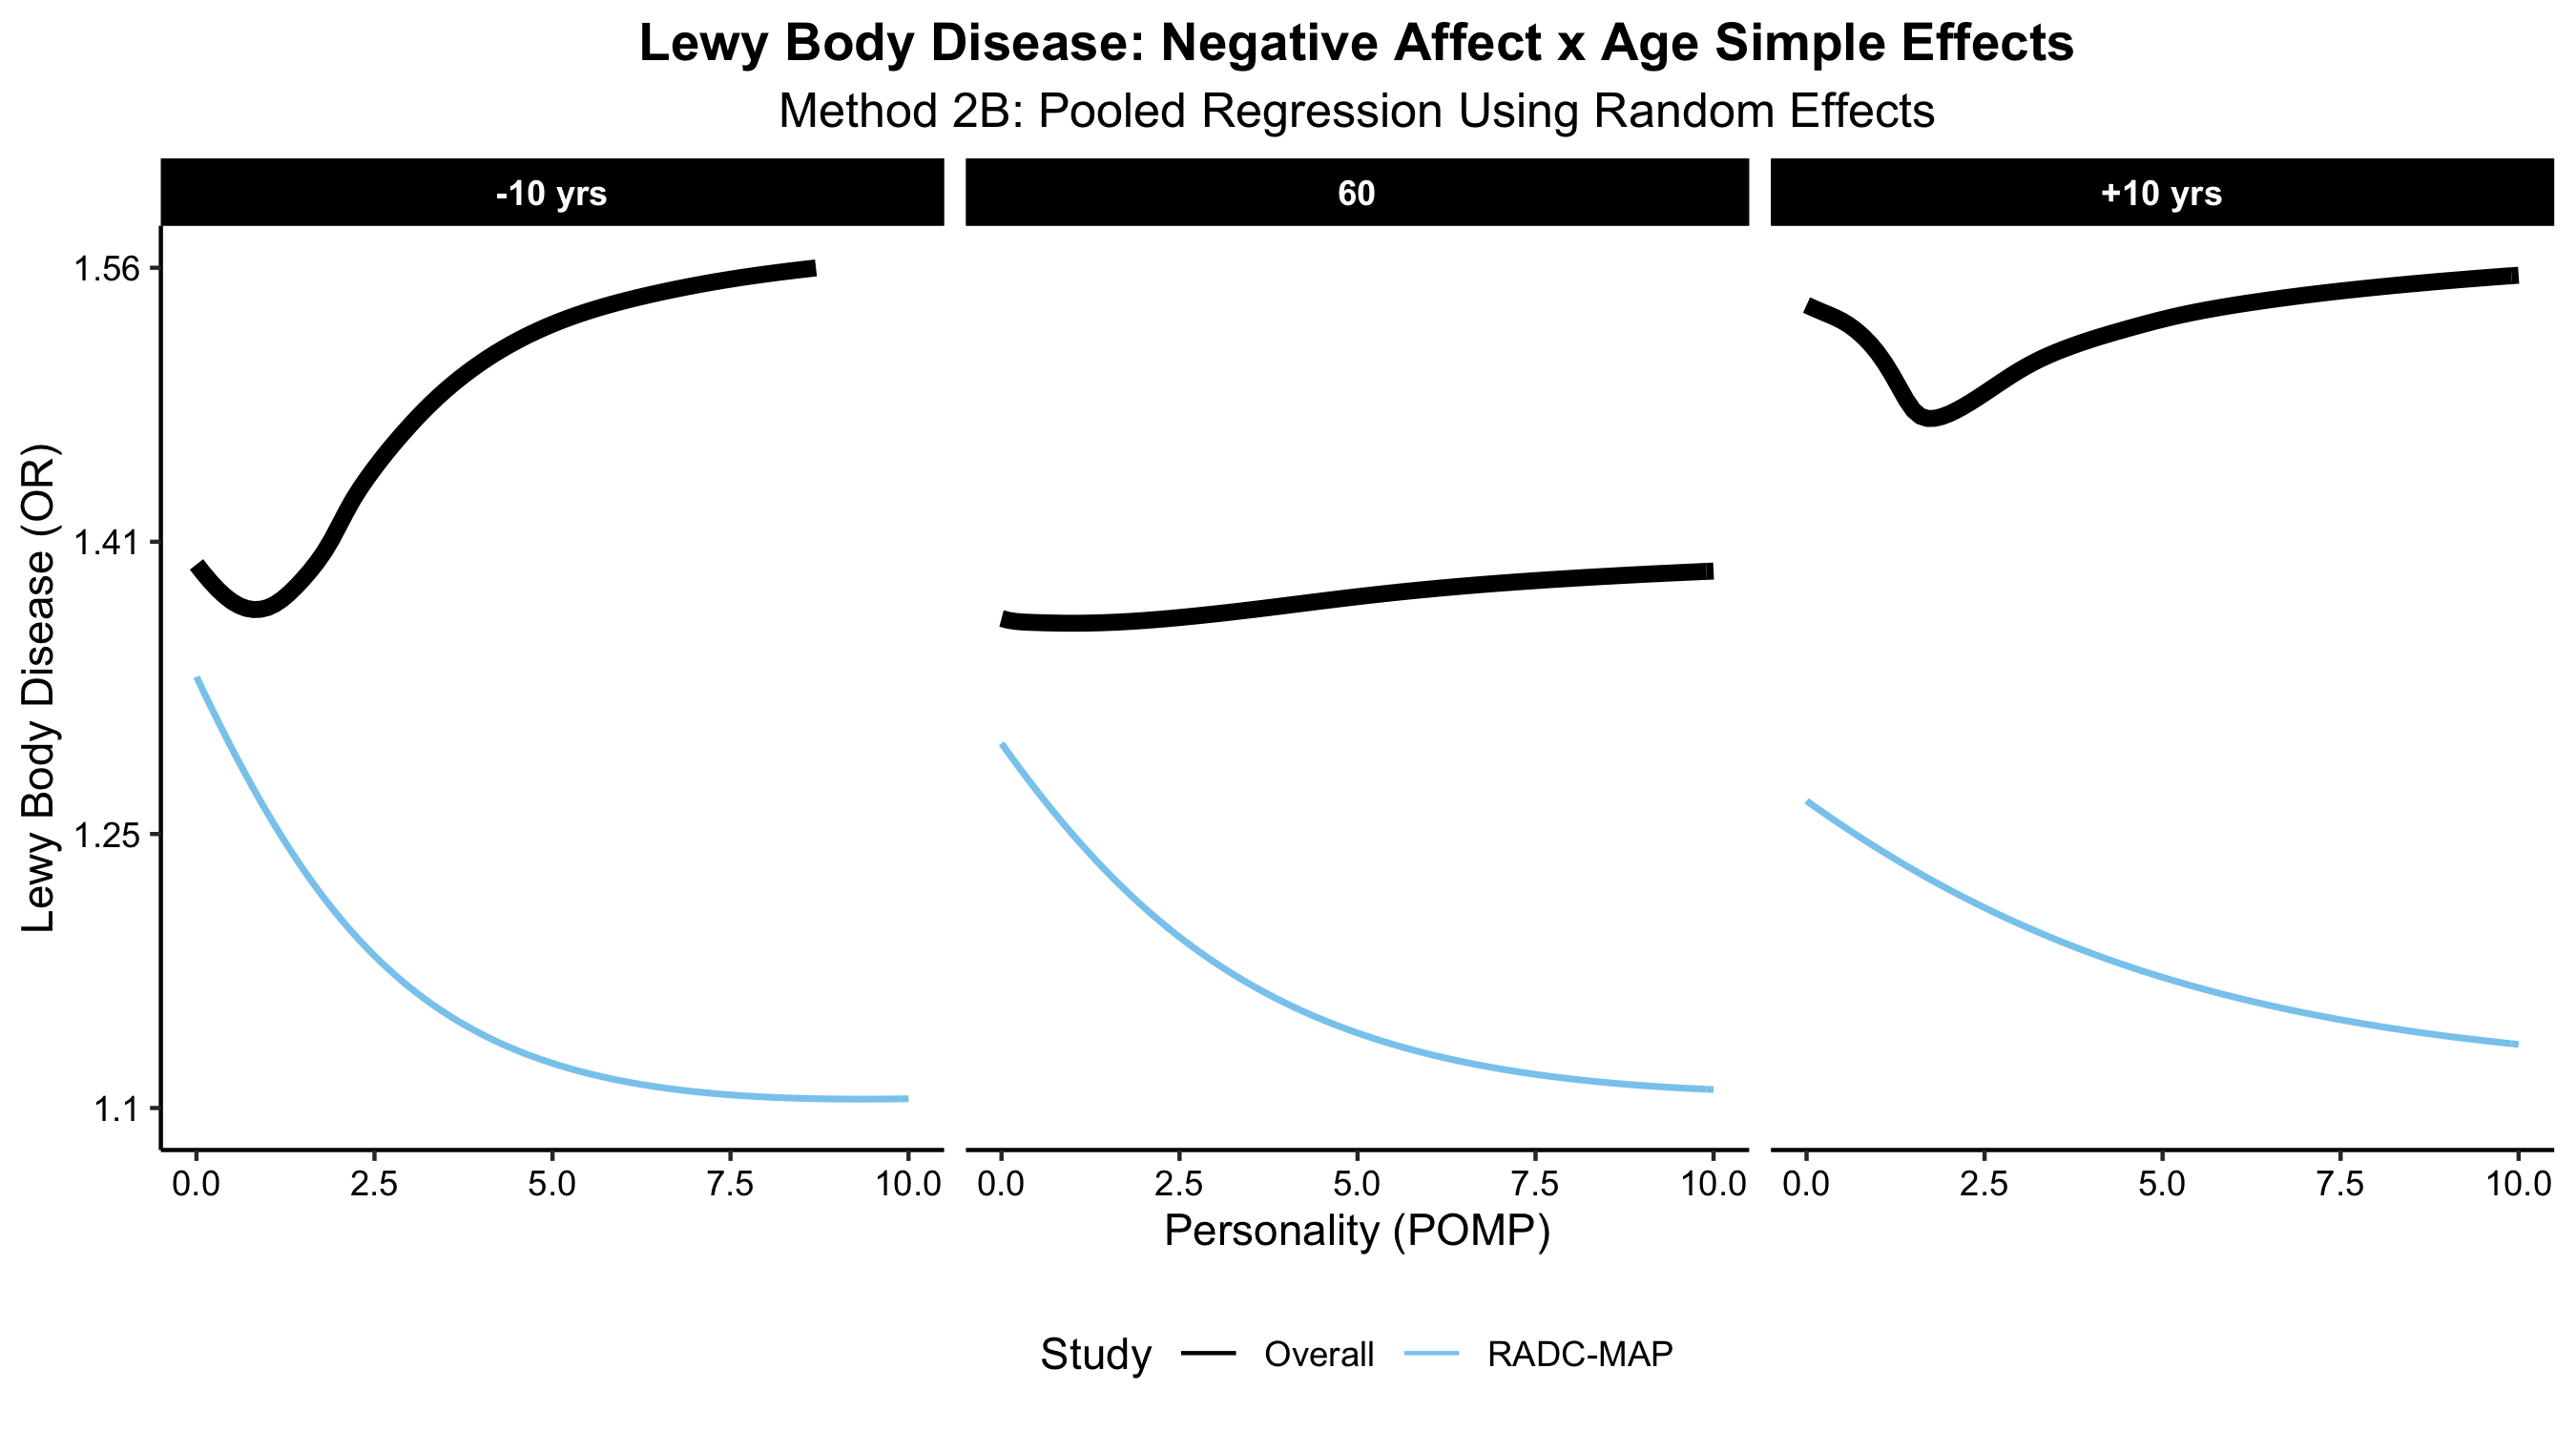 Lewy Body Disease: Negative Affect x Age Simple Effects
Method 2B: Pooled Regression Using Random Effects
-10 yrs
60
+10 yrs
Lewy Body Disease (OR)
1.56
1.41
1.25
1.1
0.0 2.5 5.0 7.5 10.0
0.0 2.5 5.0 7.5 10.0
0.0 2.5 5.0 7.5 10.0
Personality (POMP)
Study Overall RADC-MAP